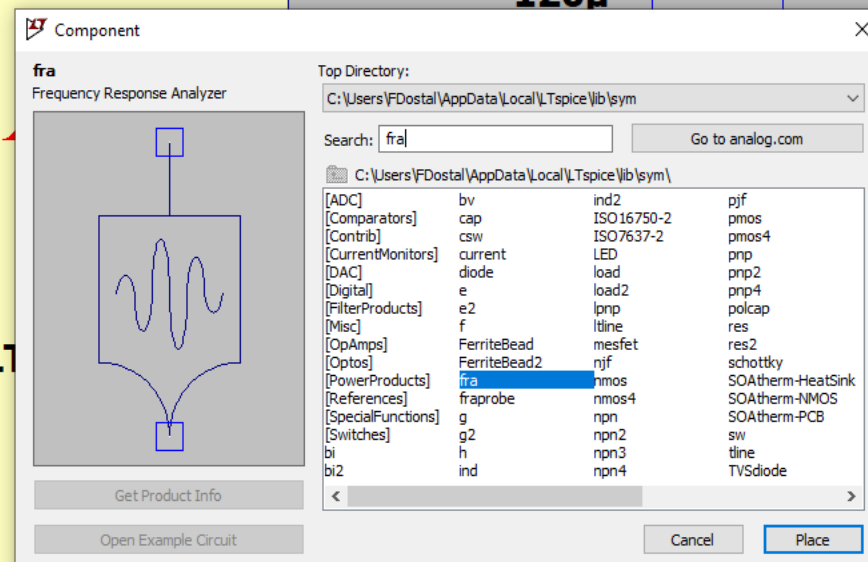 120µ
Component
fra
Frequency Response Analyzer
Top Directory:
C:\Users\FDostal\AppData\Local\LTspice\lib\sym
Search: fra
Go to analog.com
C:\Users\FDostal\AppData\Local\LTspice\lib\sym\
[ADC] bv ind2 pjf
[Comparators] cap ISO16750-2 pmos
[Contrib] csw ISO7637-2 pmos4
[CurrentMonitors] current LED pnp
[DAC] diode load pnp2
[Digital] e load2 pnp4
[FilterProducts] e2 lpnp polcap
[Misc] f ltline res
[OpAmps] FerriteBead mesfet res2
[Optos] FerriteBead2 njf schottky
[PowerProducts] fra nmos SOAtherm-HeatSink
[References] fraprobe nmos4 SOAtherm-NMOS
[SpecialFunctions] g npn SOAtherm-PCB
[Switches] g2 npn2 sw
bi h npn3 tline
bi2 ind npn4 TVSdiode
Get Product Info
Open Example Circuit
Cancel
Place